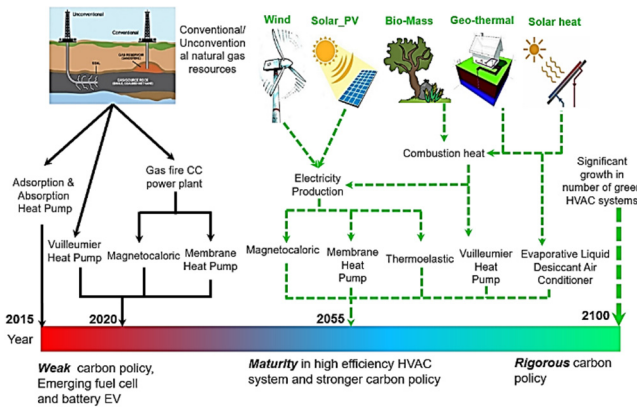 Unconventional
Conventional
Conventional/
Unconvention
al natural gas
resources
Wind
Solar_PV
Bio-Mass
Geo-thermal
Solar heat
Adsorption &
Absorption
Heat Pump
Gas fire CC
power plant
Vuilleumier
Heat Pump
Magnetocaloric
Membrane
Heat Pump
Electricity
Production
Combustion heat
Significant
growth in
number of green
HVAC systems
Magnetocaloric
Membrane
Heat
Pump
Thermoelastic
Vuilleumier
Heat
Pump
Evaporative Liquid
Desiccant Air
Conditioner
2015
2020
2055
2100
Year
Weak carbon policy,
Emerging fuel cell
and battery EV
Maturity in high efficiency HVAC
system and stronger carbon policy
Rigorous carbon
policy